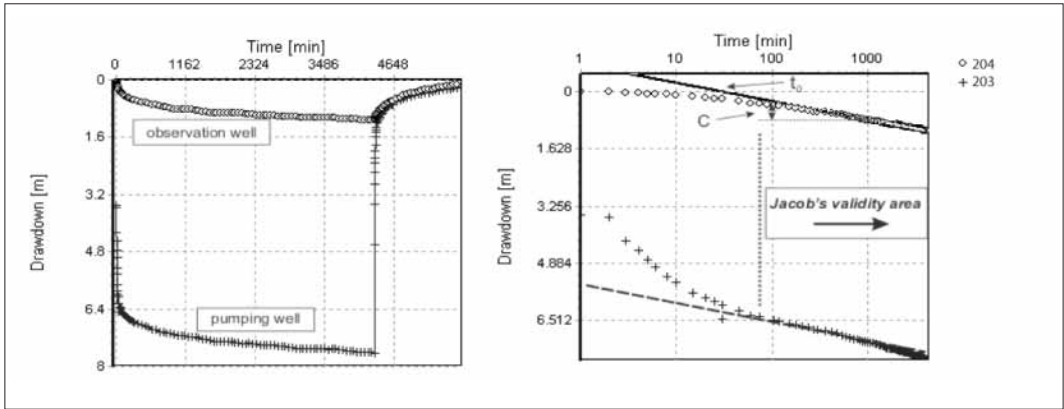 Time [min]
0 1162 2324 3486 4648
0
1.6
3.2
4.8
6.4
8
Drawdown [m]
observation well
pumping well
Time [min]
1 10 100 1000
0
1.628
3.256
4.884
6.512
Drawdown [m]
t₀
C
Jacob's validity area
204
203